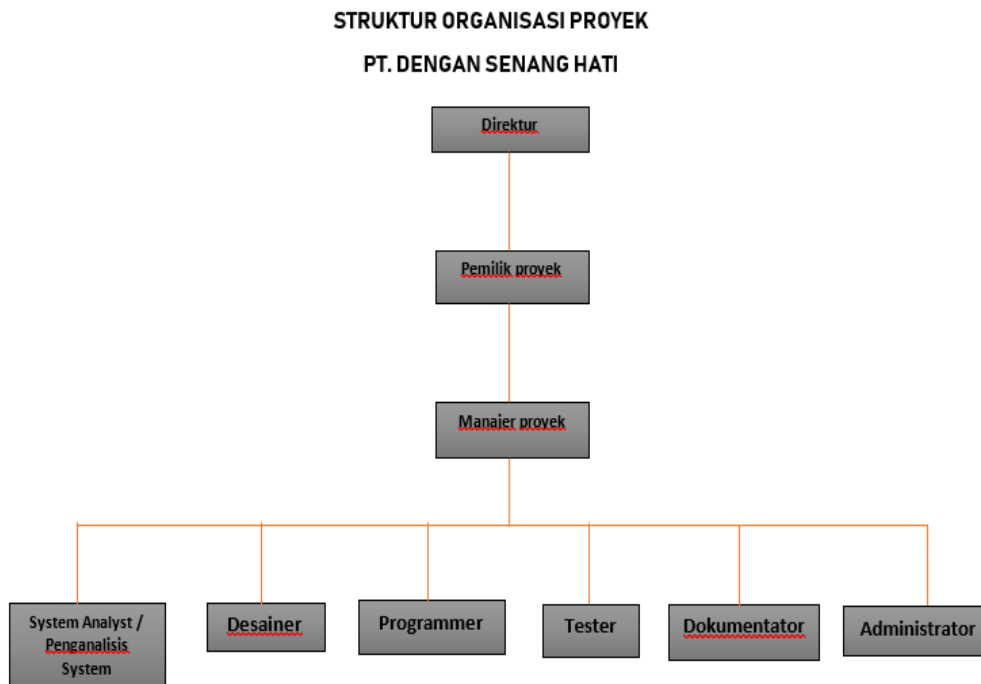 STRUKTUR ORGANISASI PROYEK
PT. DENGAN SENANG HATI
Direktur
Pemilik proyek
Manajer proyek
System Analyst /
Penganalisis
System
Desainer
Programmer
Tester
Dokumentator
Administrator